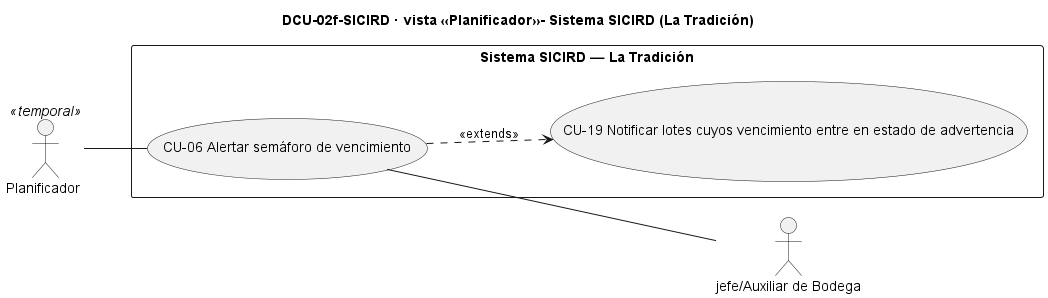 DCU-02f-SICIRD · vista «Planificador»- Sistema SICIRD (La Tradición)
Sistema SICIRD — La Tradición
«temporal»
Planificador
CU-06 Alertar semáforo de vencimiento
«extends»
CU-19 Notificar lotes cuyos vencimiento entre en estado de advertencia
jefe/Auxiliar de Bodega